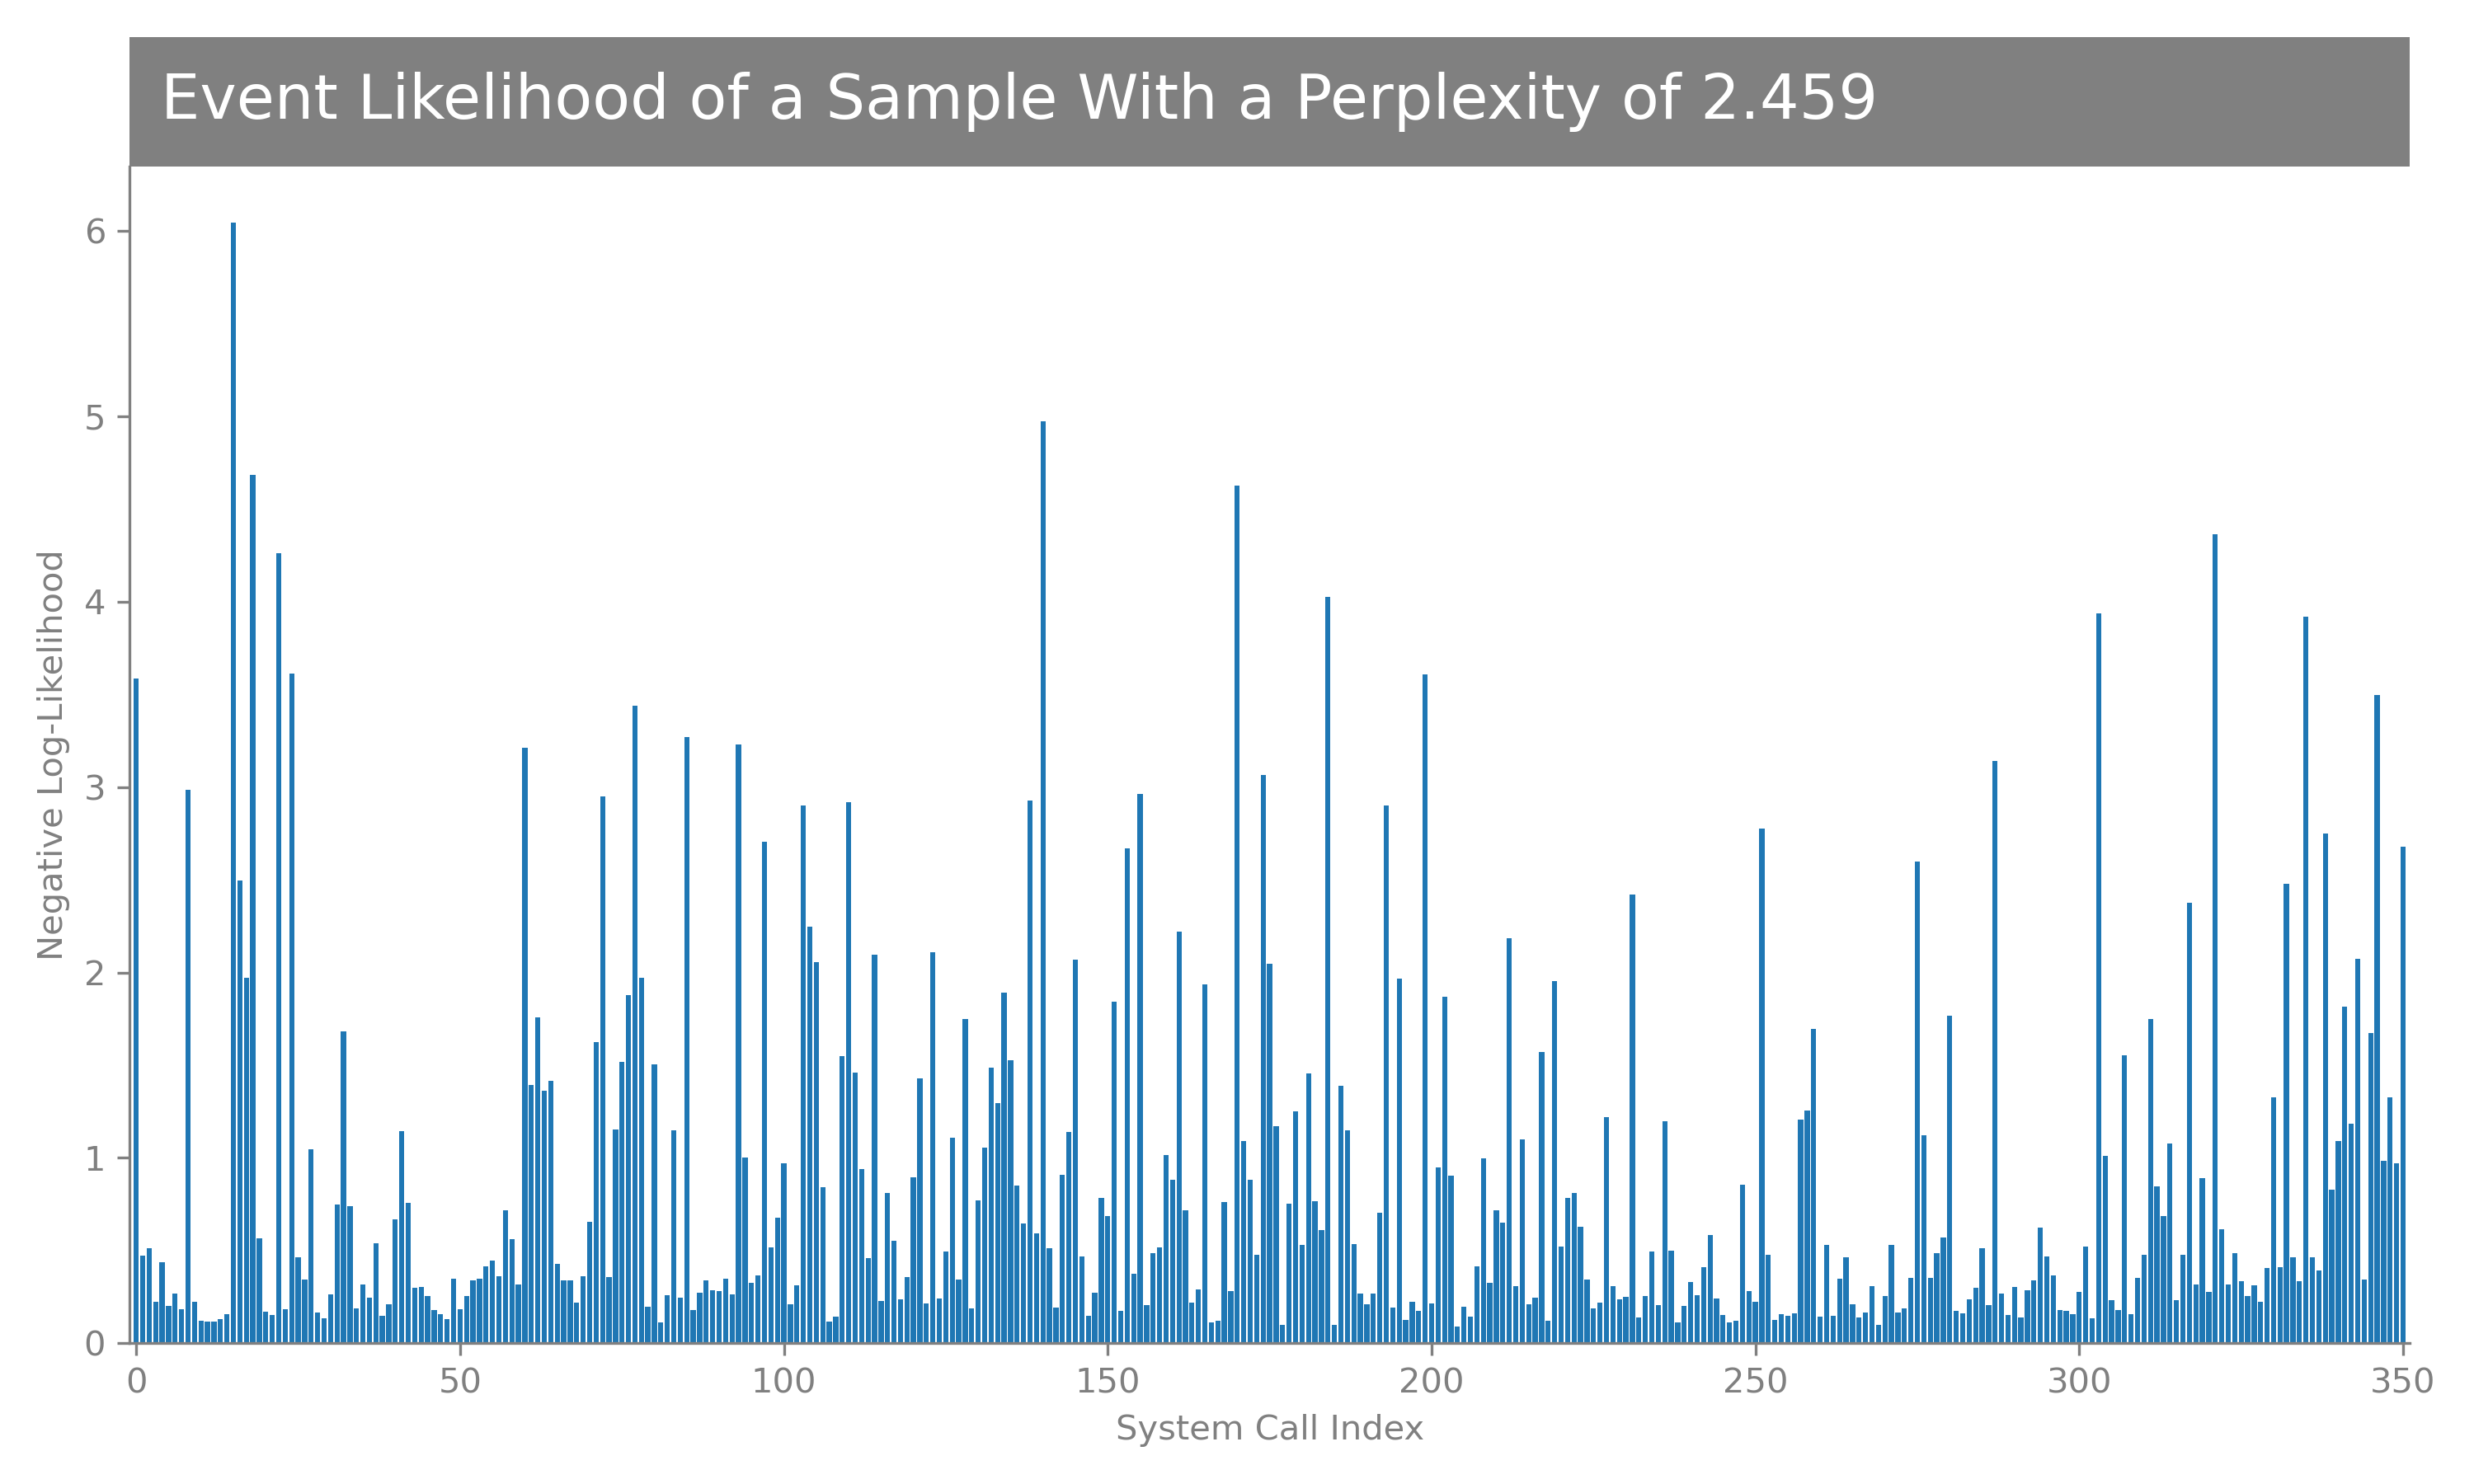 Event Likelihood of a Sample With a Perplexity of 2.459
6
5
4
3
2
1
0
Negative Log-Likelihood
0 50 100 150 200 250 300 350
System Call Index